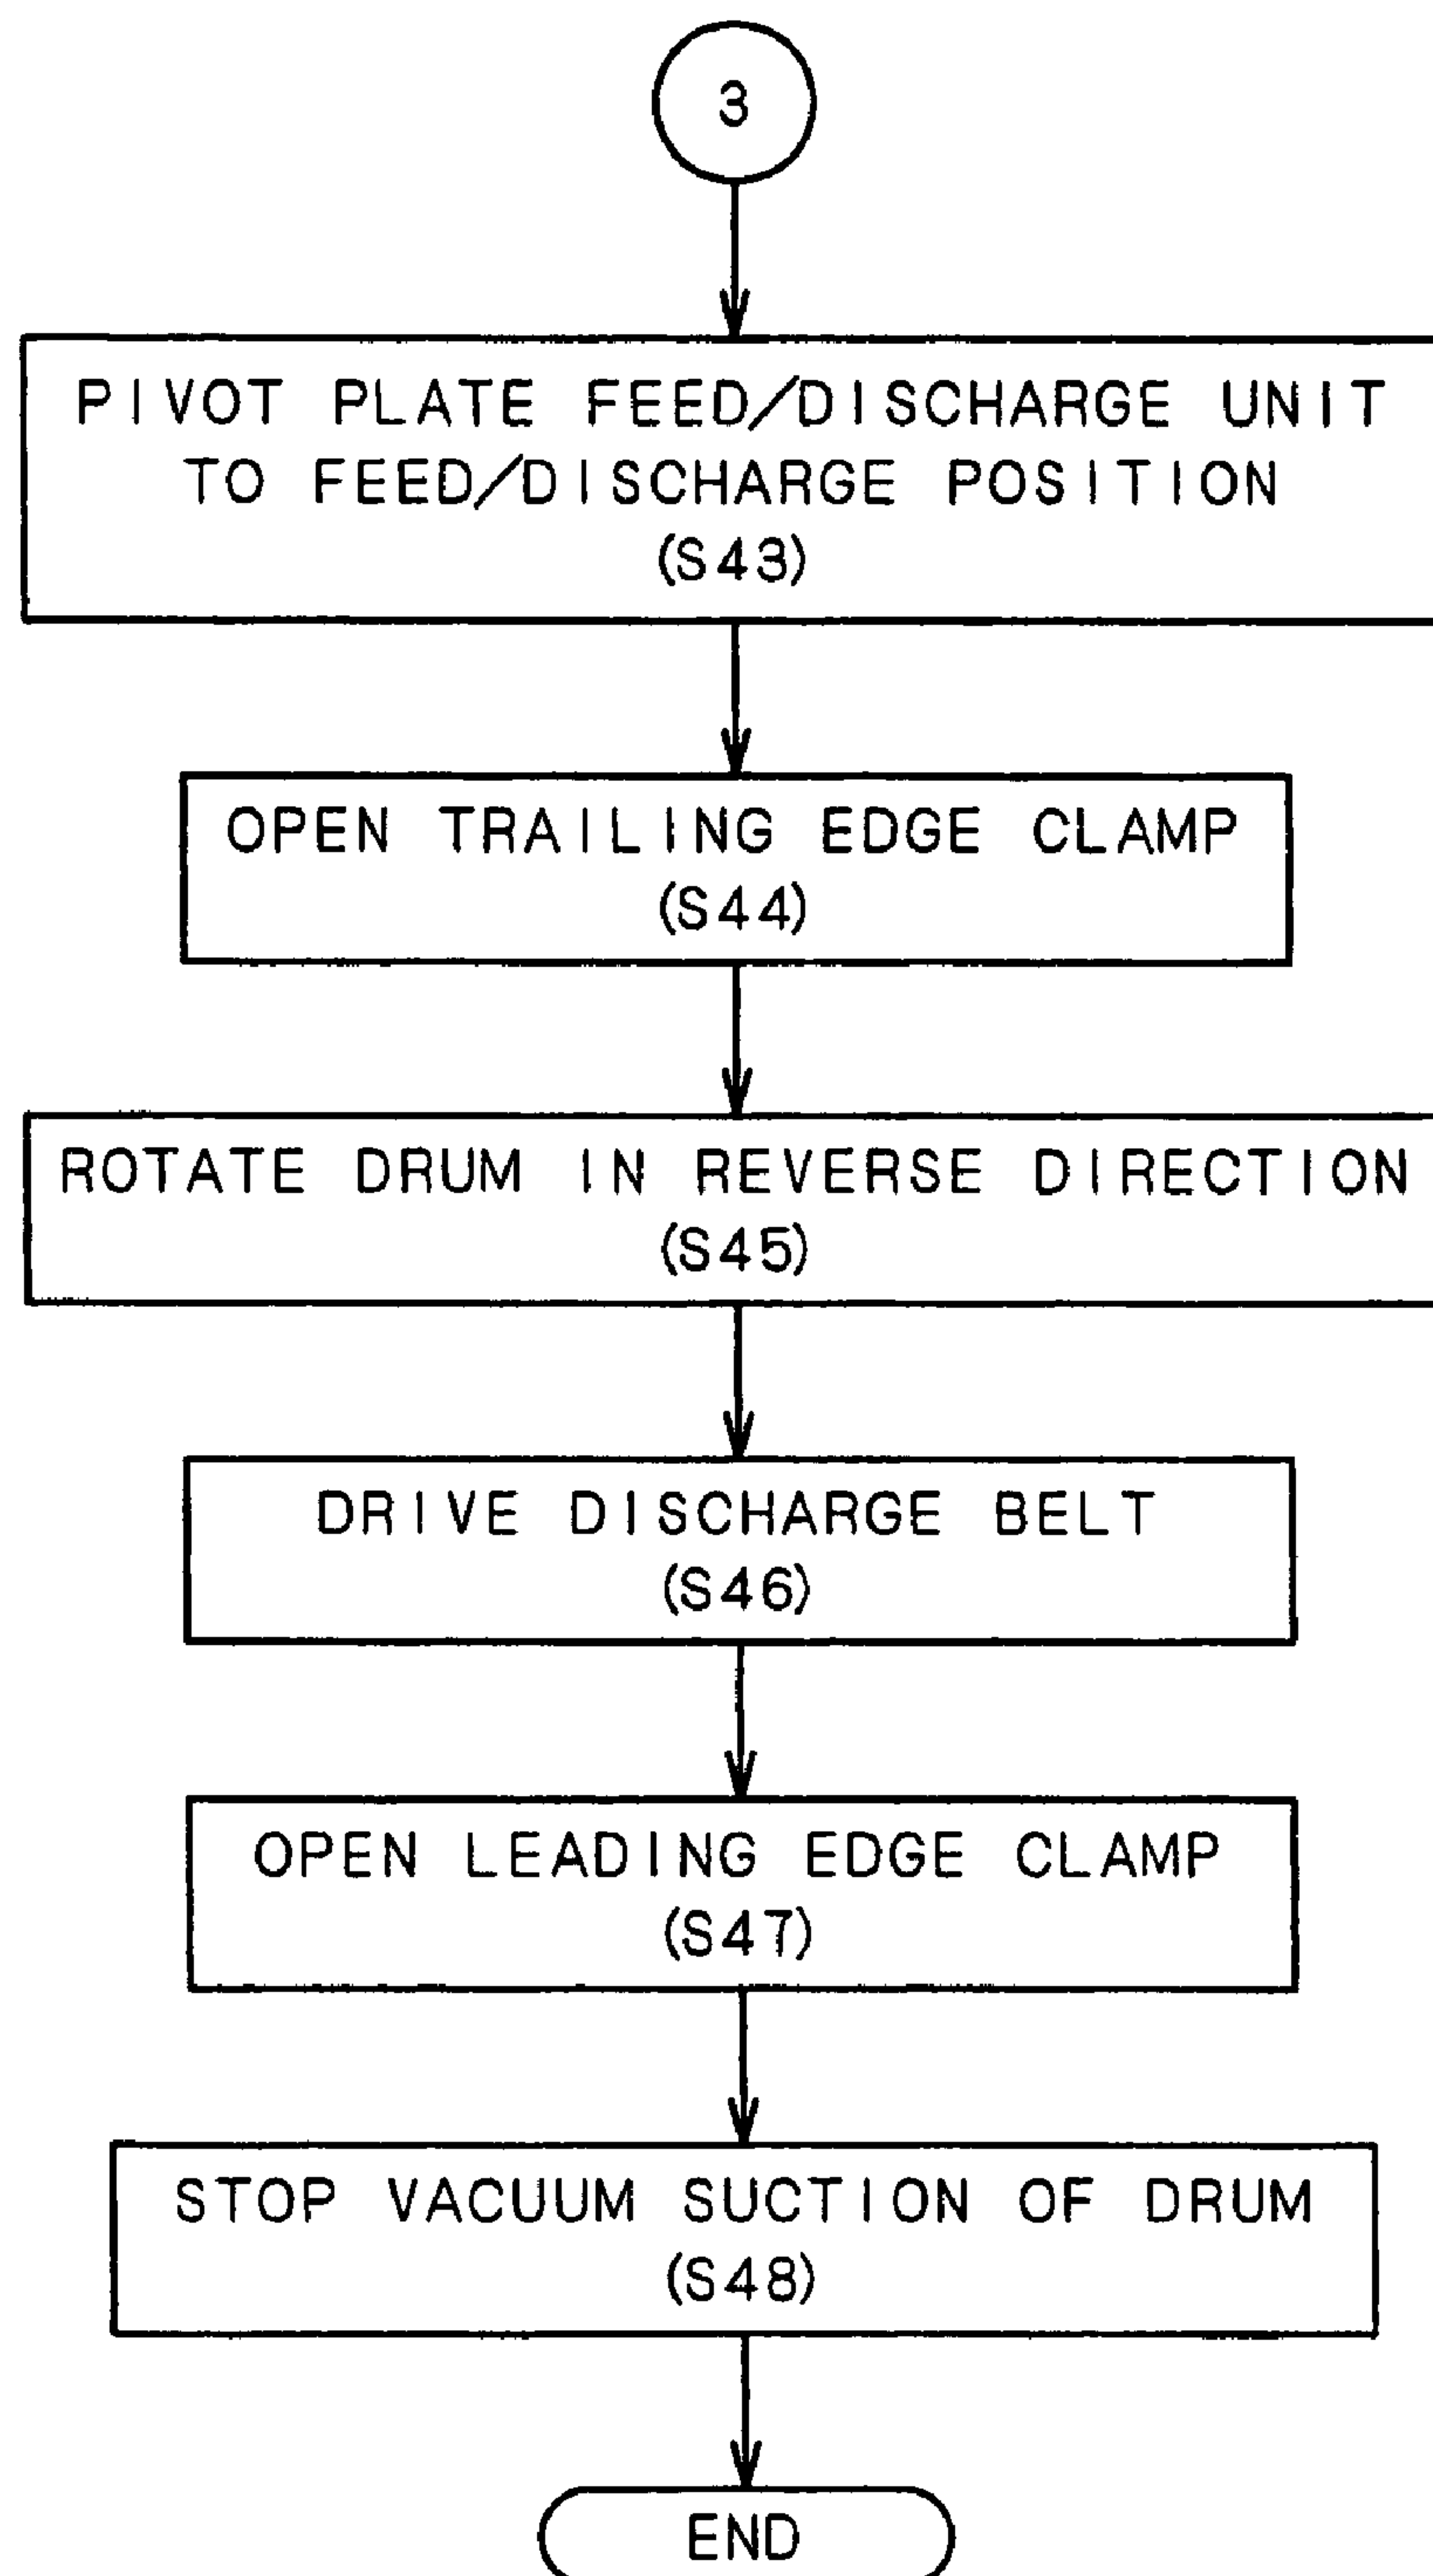 3
PIVOT PLATE FEED/DISCHARGE UNIT
TO FEED/DISCHARGE POSITION
(S43)
OPEN TRAILING EDGE CLAMP
(S44)
ROTATE DRUM IN REVERSE DIRECTION
(S45)
DRIVE DISCHARGE BELT
(S46)
OPEN LEADING EDGE CLAMP
(S47)
STOP VACUUM SUCTION OF DRUM
(S48)
END